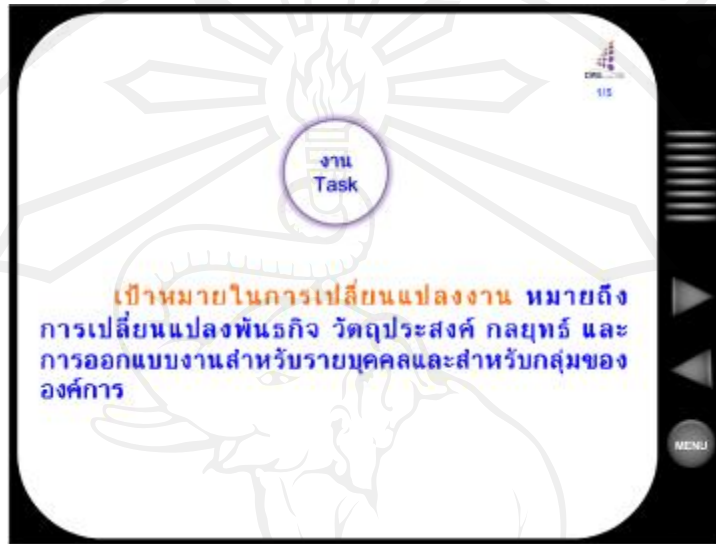 1/5
งาน
Task
เป้าหมายในการเปลี่ยนแปลงงาน หมายถึง
การเปลี่ยนแปลงพันธกิจ วัตถุประสงค์ กลยุทธ์ และ
การออกแบบงานสำหรับรายบุคคลและสำหรับกลุ่มของ
องค์การ
MENU